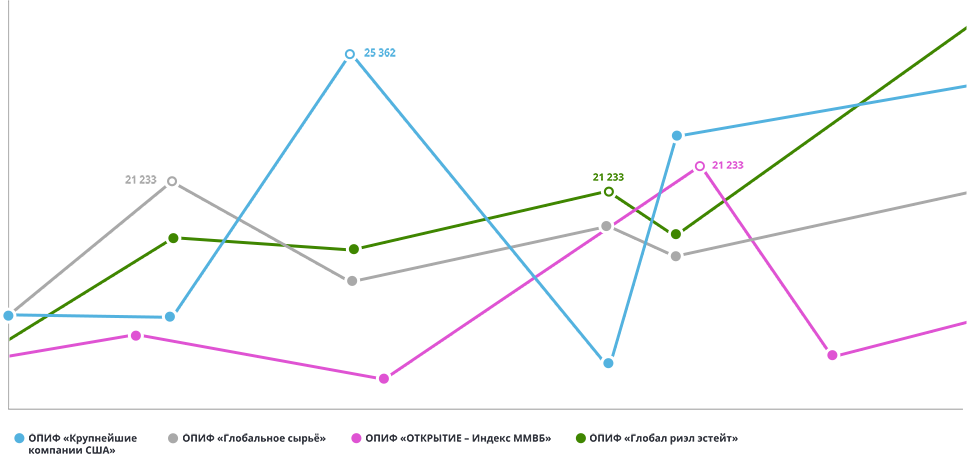 25 362
21 233
21 233
21 233
ОПИФ «Крупнейшие
компании США»
ОПИФ «Глобальное сырьё»
ОПИФ «ОТКРЫТИЕ – Индекс ММВБ»
ОПИФ «Глобал риэл эстейт»